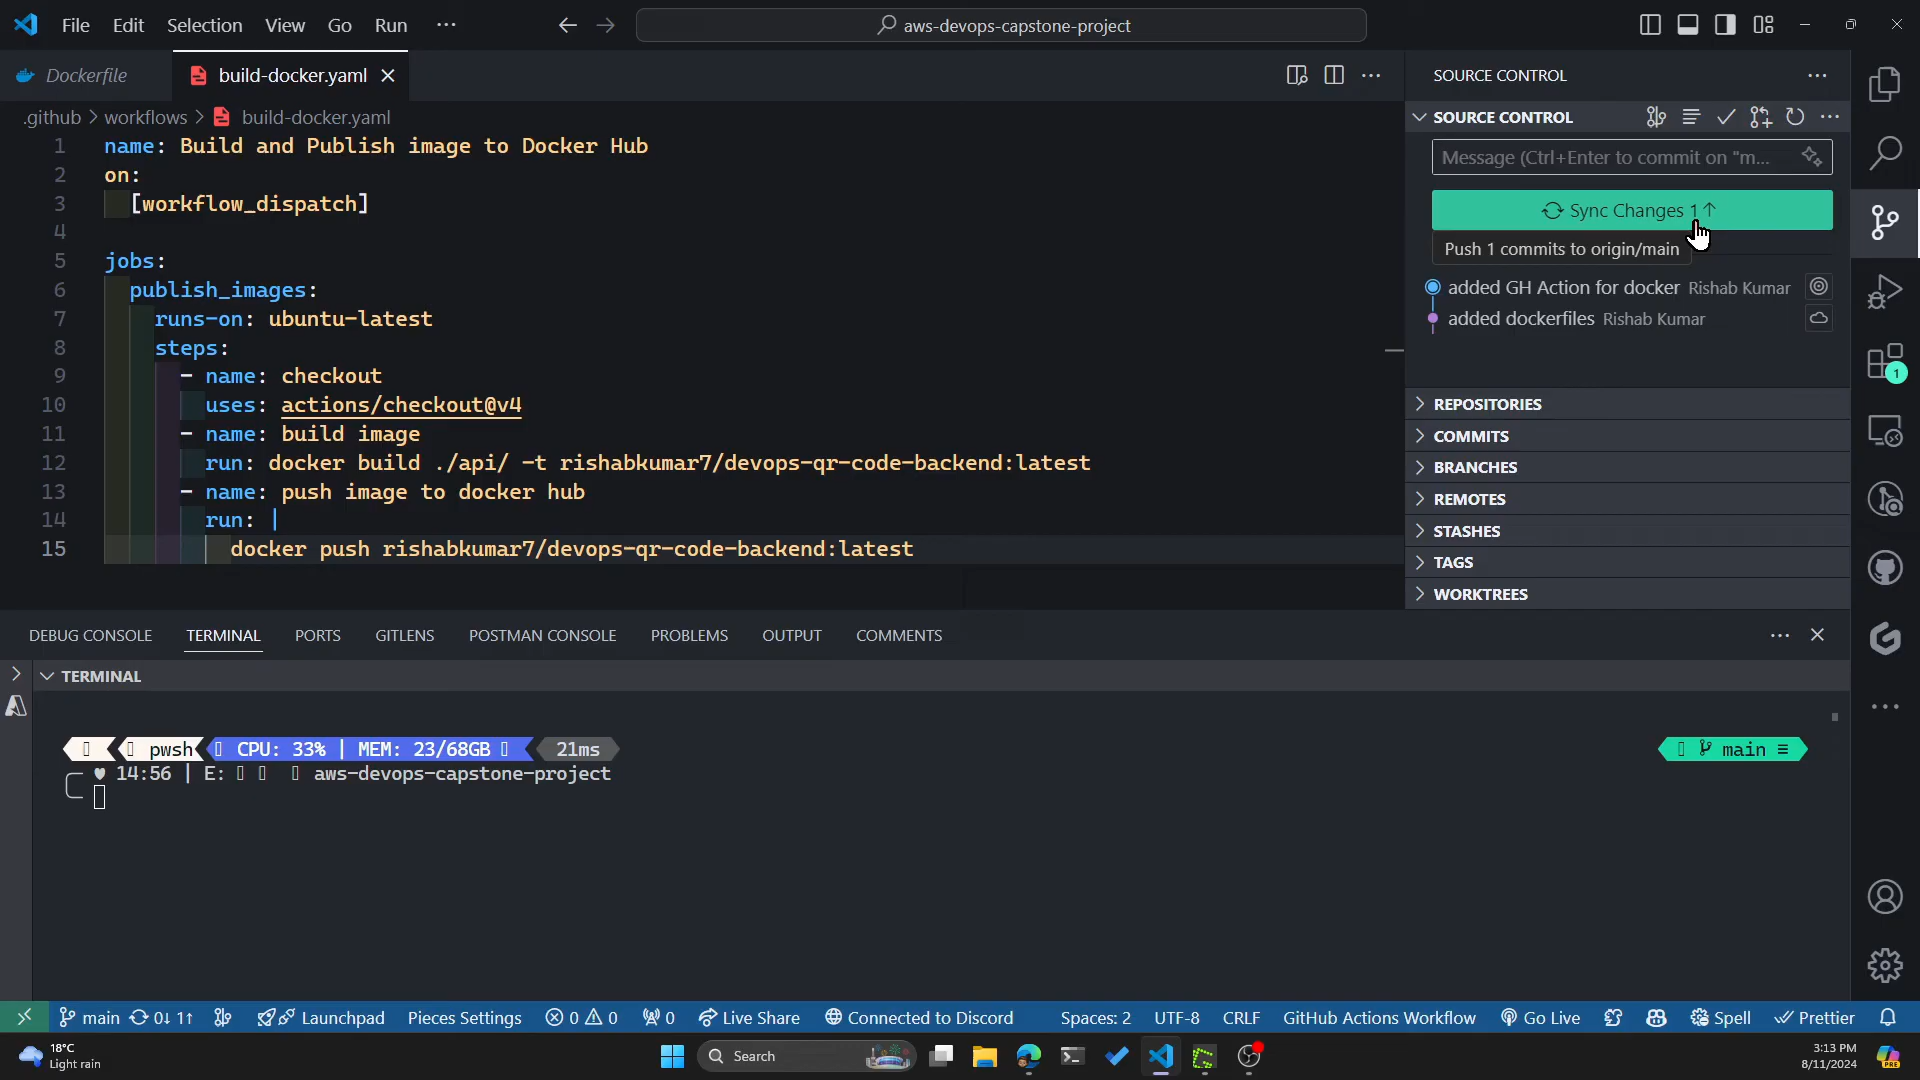 File Edit Selection View Go Run ···
aws-devops-capstone-project
Dockerfile
build-docker.yaml
.github > workflows > build-docker.yaml
1 name: Build and Publish image to Docker Hub
2 on:
3 [workflow_dispatch]
4
5 jobs:
6 publish_images:
7 runs-on: ubuntu-latest
8 steps:
9 - name: checkout
10 uses: actions/checkout@v4
11 - name: build image
12 run: docker build ./api/ -t rishabkumar7/devops-qr-code-backend:latest
13 - name: push image to docker hub
14 run: |
15 docker push rishabkumar7/devops-qr-code-backend:latest
SOURCE CONTROL
SOURCE CONTROL
Message (Ctrl+Enter to commit on "m...
Sync Changes 1↑
Push 1 commits to origin/main
added GH Action for docker Rishab Kumar
added dockerfiles Rishab Kumar
REPOSITORIES
COMMITS
BRANCHES
REMOTES
STASHES
TAGS
WORKTREES
1
DEBUG CONSOLE TERMINAL PORTS GITLENS POSTMAN CONSOLE PROBLEMS OUTPUT COMMENTS
TERMINAL
pwsh CPU: 33% | MEM: 23/68GB 21ms
main ≡
♥ 14:56 | E: aws-devops-capstone-project
main 0↓ 1↑ Launchpad Pieces Settings 0 0 0 Live Share Connected to Discord Spaces: 2 UTF-8 CRLF GitHub Actions Workflow Go Live Spell Prettier
18°C
Light rain
Search
3:13 PM
8/11/2024
PRE